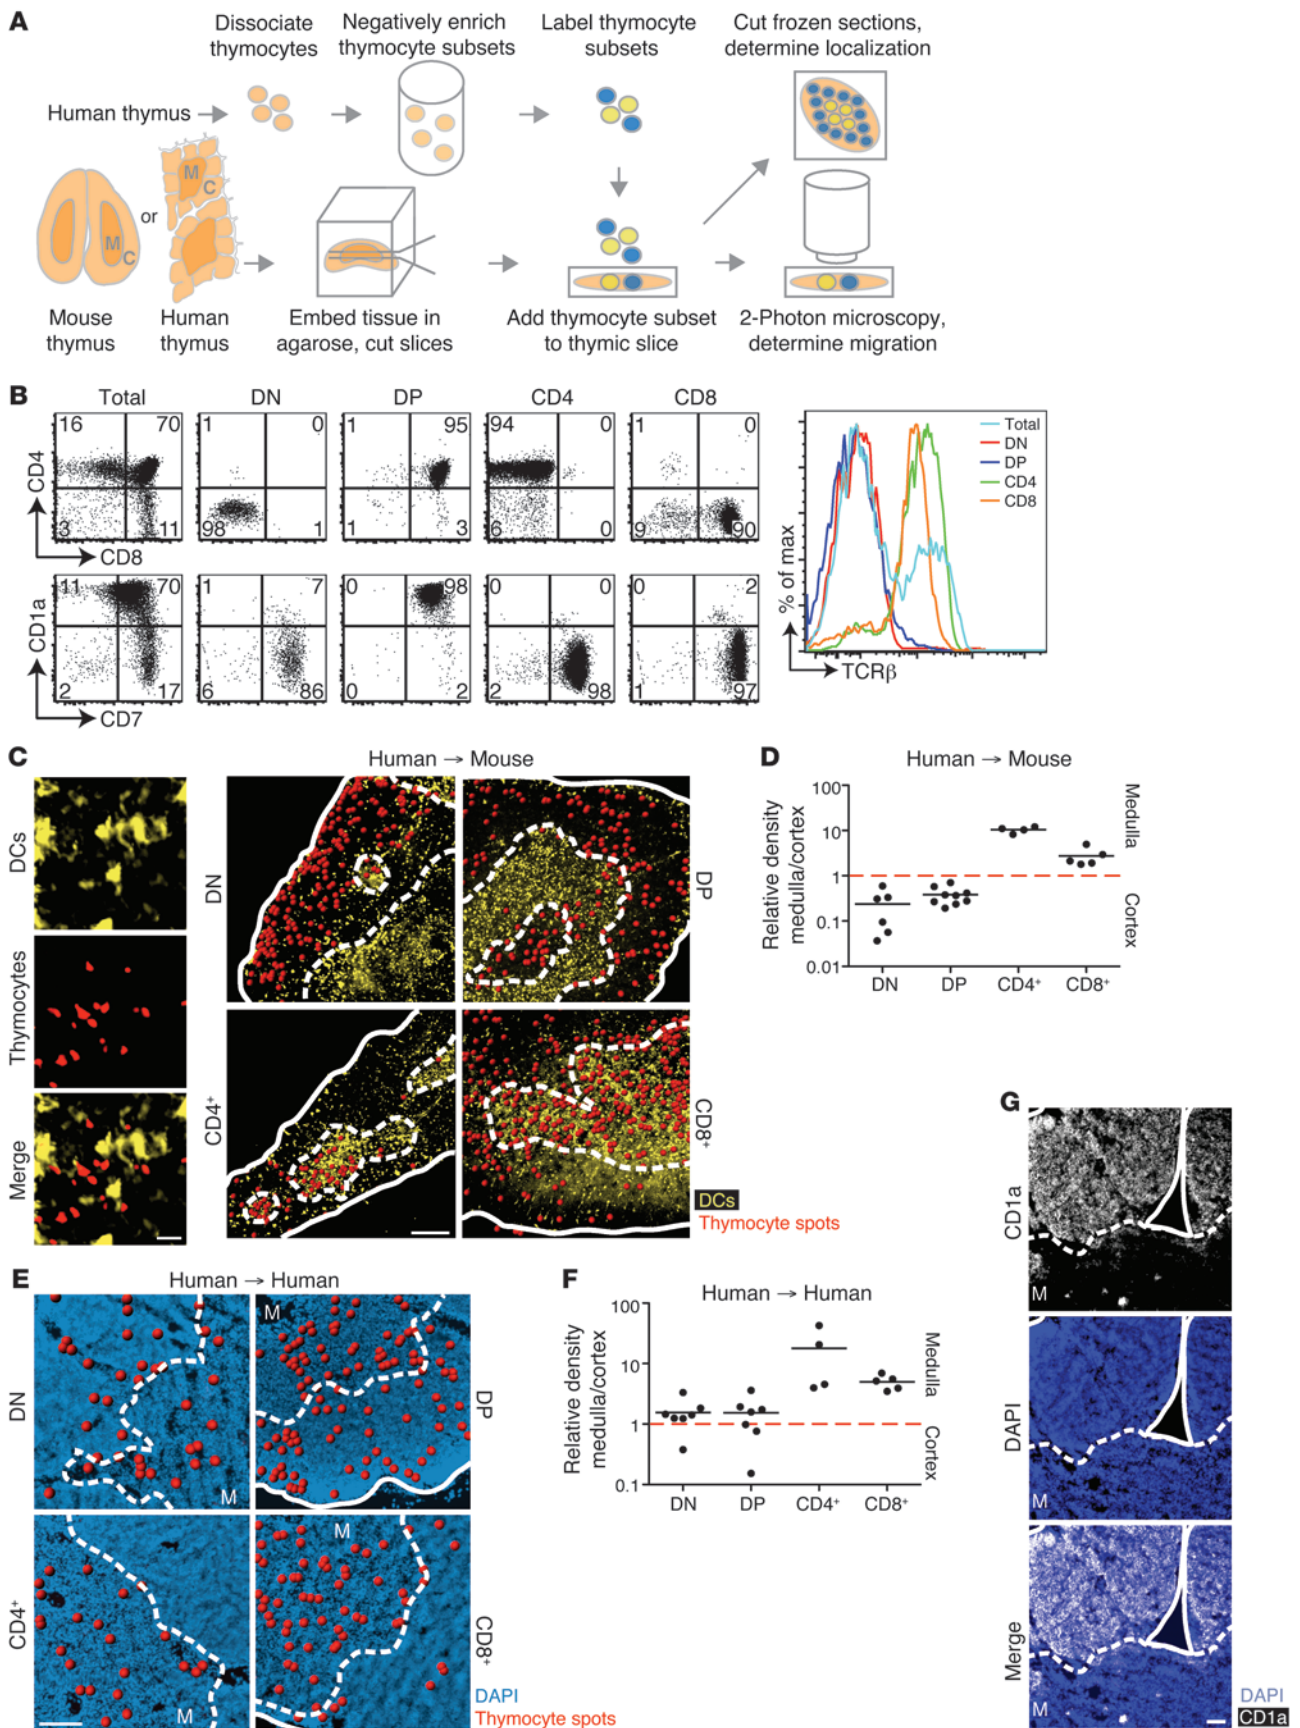 A
Dissociate
thymocytes
Negatively enrich
thymocyte subsets
Label thymocyte
subsets
Cut frozen sections,
determine localization
Human thymus
M
C
or
M
C
Mouse
thymus
Human
thymus
Embed tissue in
agarose, cut slices
Add thymocyte subset
to thymic slice
2-Photon microscopy,
determine migration
B
Total DN DP CD4 CD8
16 70 1 0 1 95 94 0 1 0
3 11 98 1 1 3 6 0 9 90
CD4
CD8
11 70 1 7 0 98 0 0 0 2
2 17 6 86 0 2 2 98 1 97
CD1a
CD7
Total
DN
DP
CD4
CD8
% of max
TCRβ
C
Human → Mouse
DCs
Thymocytes
Merge
DN
DP
CD4+
CD8+
DCs
Thymocyte spots
D
Human → Mouse
Relative density
medulla/cortex
100
10
1
0.1
0.01
Medulla
Cortex
DN DP CD4+ CD8+
E
Human → Human
DN
M
M
DP
CD4+
M
M
CD8+
DAPI
Thymocyte spots
F
Human → Human
Relative density
medulla/cortex
100
10
1
0.1
Medulla
Cortex
DN DP CD4+ CD8+
G
CD1a
M
DAPI
M
Merge
M
DAPI
CD1a